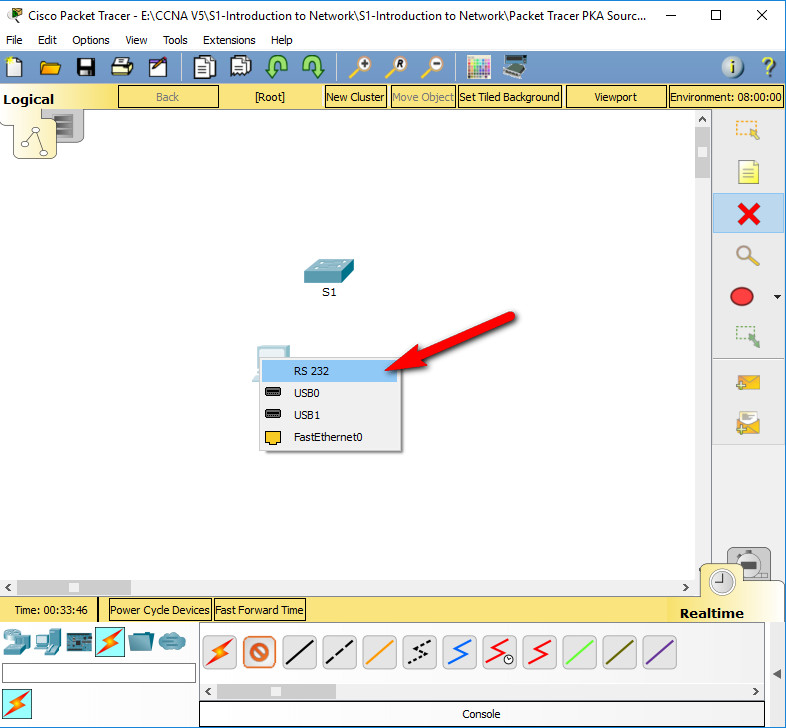 Cisco Packet Tracer - E:\CCNA V5\S1-Introduction to Network\S1-Introduction to Network\Packet Tracer PKA Sourc...
File Edit Options View Tools Extensions Help
Logical Back [Root] New Cluster Move Object Set Tiled Background Viewport Environment: 08:00:00
S1
RS 232
USB0
USB1
FastEthernet0
Time: 00:33:46 Power Cycle Devices Fast Forward Time Realtime
Console